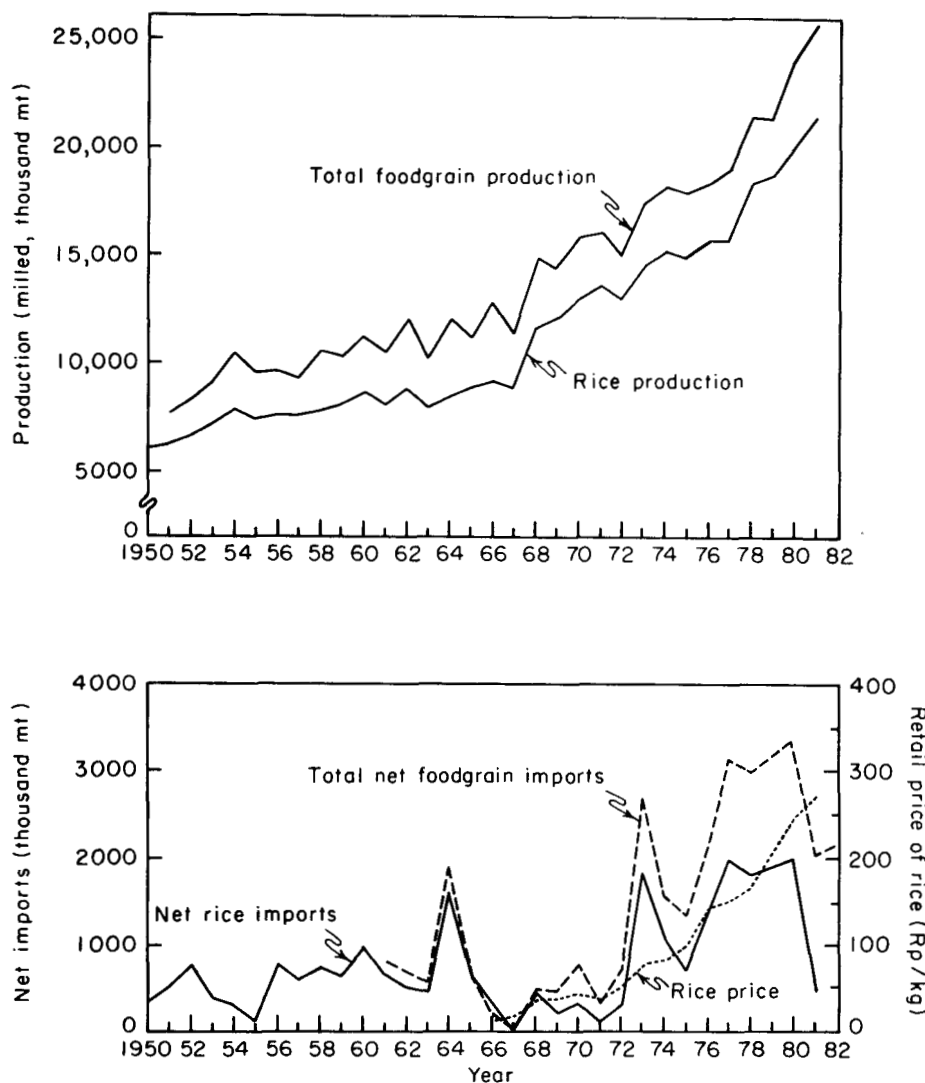 Production (milled, thousand mt)
25,000
20,000
15,000
10,000
5000
0
Total foodgrain production
Rice production
1950 52 54 56 58 60 62 64 66 68 70 72 74 76 78 80 82
Net imports (thousand mt)
4000
3000
2000
1000
0
Total net foodgrain imports
Net rice imports
Rice price
400
300
200
100
0
Retail price of rice (Rp/kg)
1950 52 54 56 58 60 62 64 66 68 70 72 74 76 78 80 82
Year